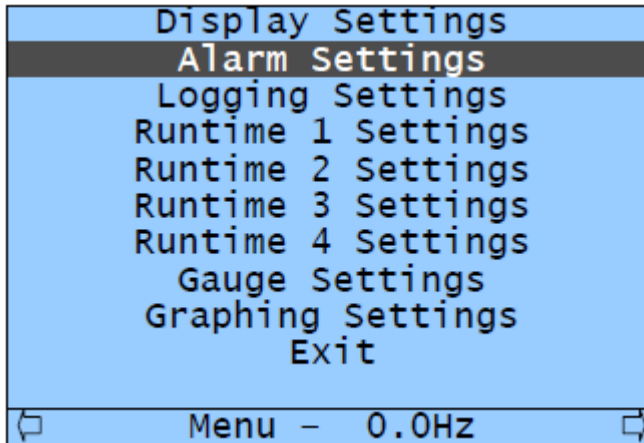 Display Settings
Alarm Settings
Logging Settings
Runtime 1 Settings
Runtime 2 Settings
Runtime 3 Settings
Runtime 4 Settings
Gauge Settings
Graphing Settings
Exit
Menu – 0.0Hz